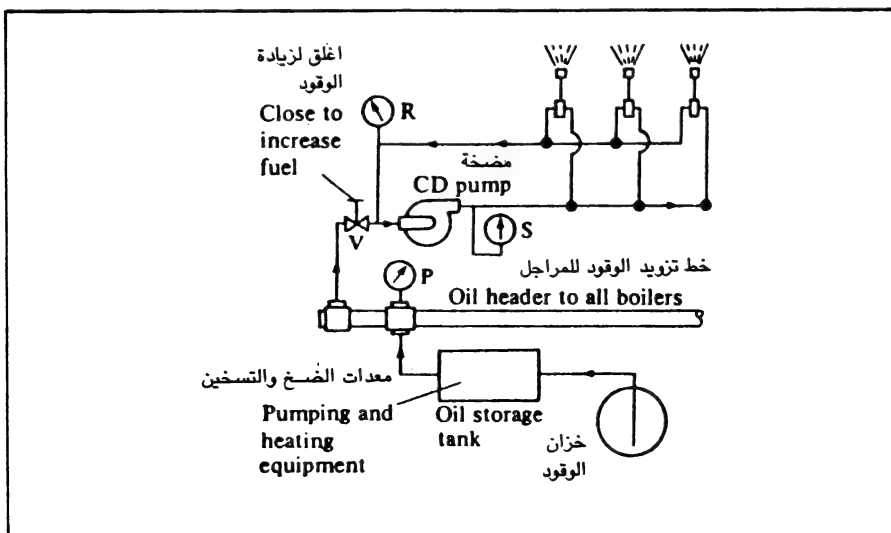 اغلق لزيادة
الوقود
Close to
increase
fuel
R
مضخة
CD pump
V
S
P
خط تزويد الوقود للمراجل
Oil header to all boilers
معدات الضخ والتسخين
Pumping and
heating
equipment
Oil storage
tank
خزان
الوقود